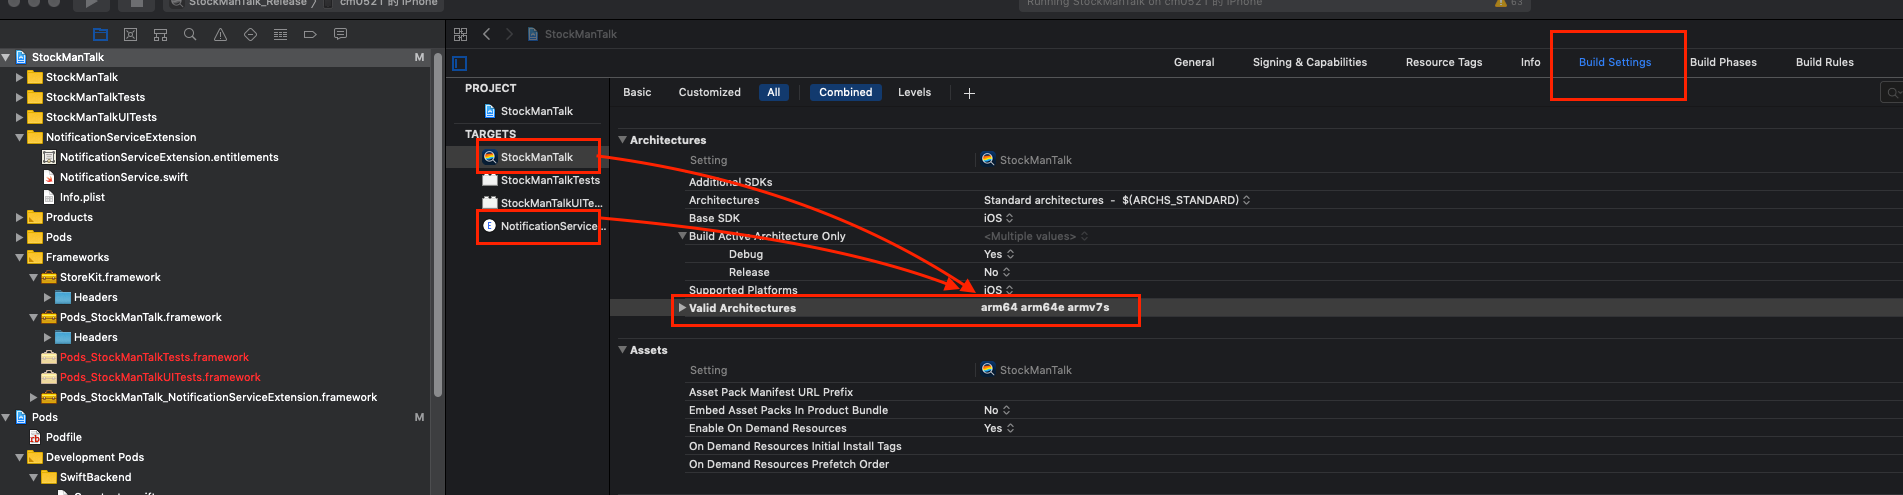 StockManTalk_Release
cm0521 的 iPhone
Running StockManTalk on cm0521 的 iPhone
63
StockManTalk
M
StockManTalk
StockManTalkTests
StockManTalkUITests
NotificationServiceExtension
NotificationServiceExtension.entitlements
NotificationService.swift
Info.plist
Products
Pods
Frameworks
StoreKit.framework
Headers
Pods_StockManTalk.framework
Headers
Pods_StockManTalkTests.framework
Pods_StockManTalkUITests.framework
Pods_StockManTalk_NotificationServiceExtension.framework
Pods
M
Podfile
Development Pods
SwiftBackend
StockManTalk
General
Signing & Capabilities
Resource Tags
Info
Build Settings
Build Phases
Build Rules
PROJECT
StockManTalk
TARGETS
StockManTalk
StockManTalkTests
StockManTalkUITe...
E
NotificationService...
Basic
Customized
All
Combined
Levels
+
Architectures
Setting
StockManTalk
Additional SDKs
Architectures
Standard architectures - $(ARCHS_STANDARD)
Base SDK
iOS
Build Active Architecture Only
<Multiple values>
Debug
Yes
Release
No
Supported Platforms
iOS
Valid Architectures
arm64 arm64e armv7s
Assets
Setting
StockManTalk
Asset Pack Manifest URL Prefix
Embed Asset Packs In Product Bundle
No
Enable On Demand Resources
Yes
On Demand Resources Initial Install Tags
On Demand Resources Prefetch Order